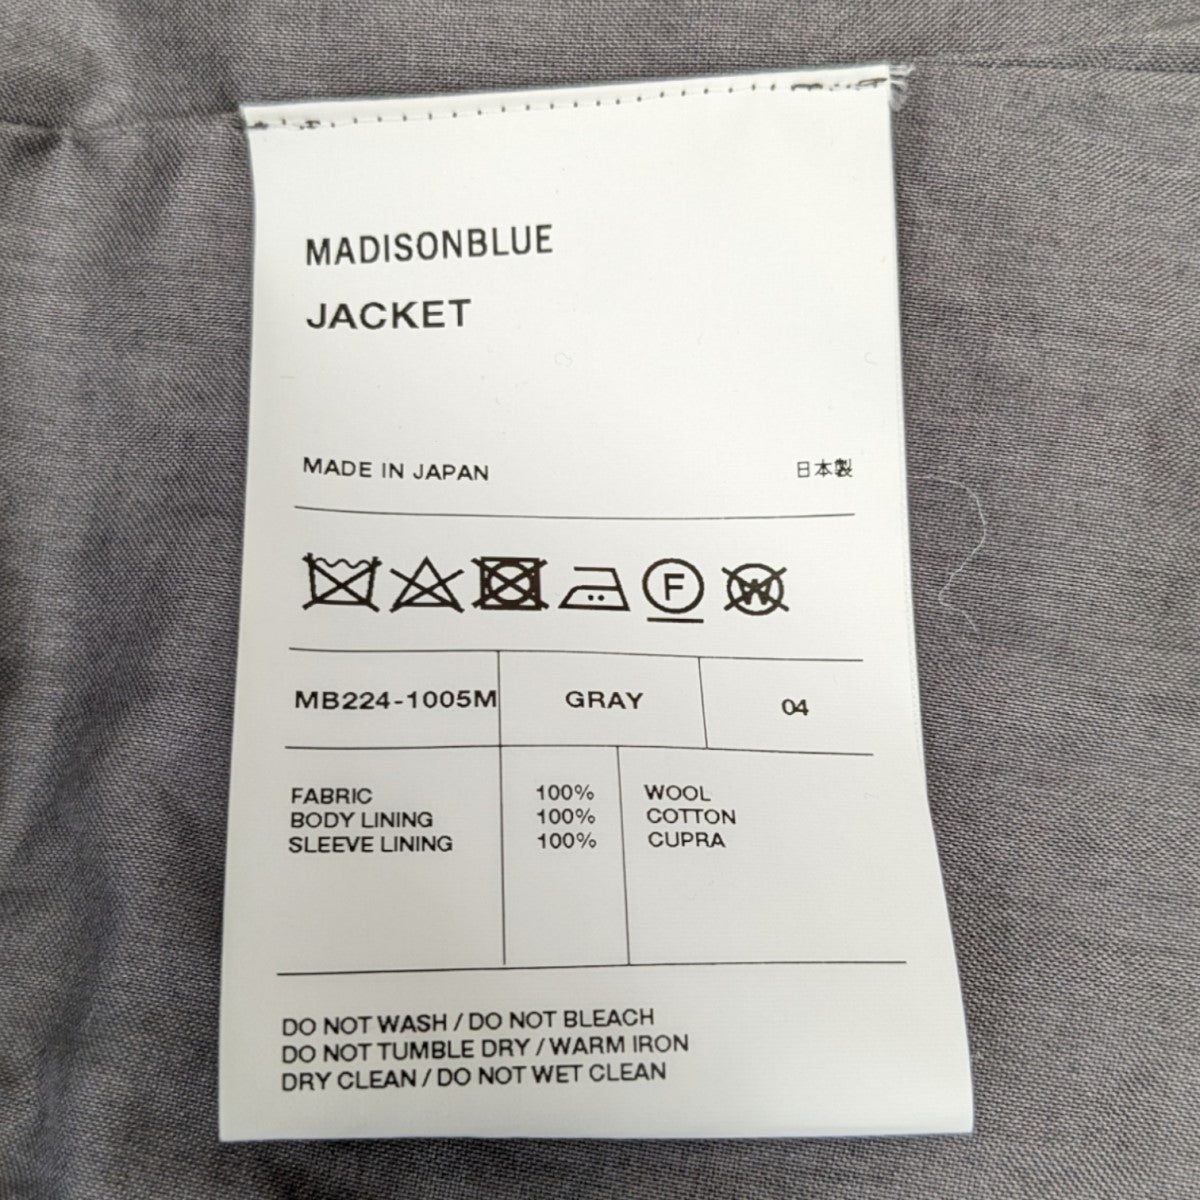 MADISONBLUE
JACKET
MADE IN JAPAN 日本製
F W
MB224-1005M GRAY 04
FABRIC 100% WOOL
BODY LINING 100% COTTON
SLEEVE LINING 100% CUPRA
DO NOT WASH / DO NOT BLEACH
DO NOT TUMBLE DRY / WARM IRON
DRY CLEAN / DO NOT WET CLEAN